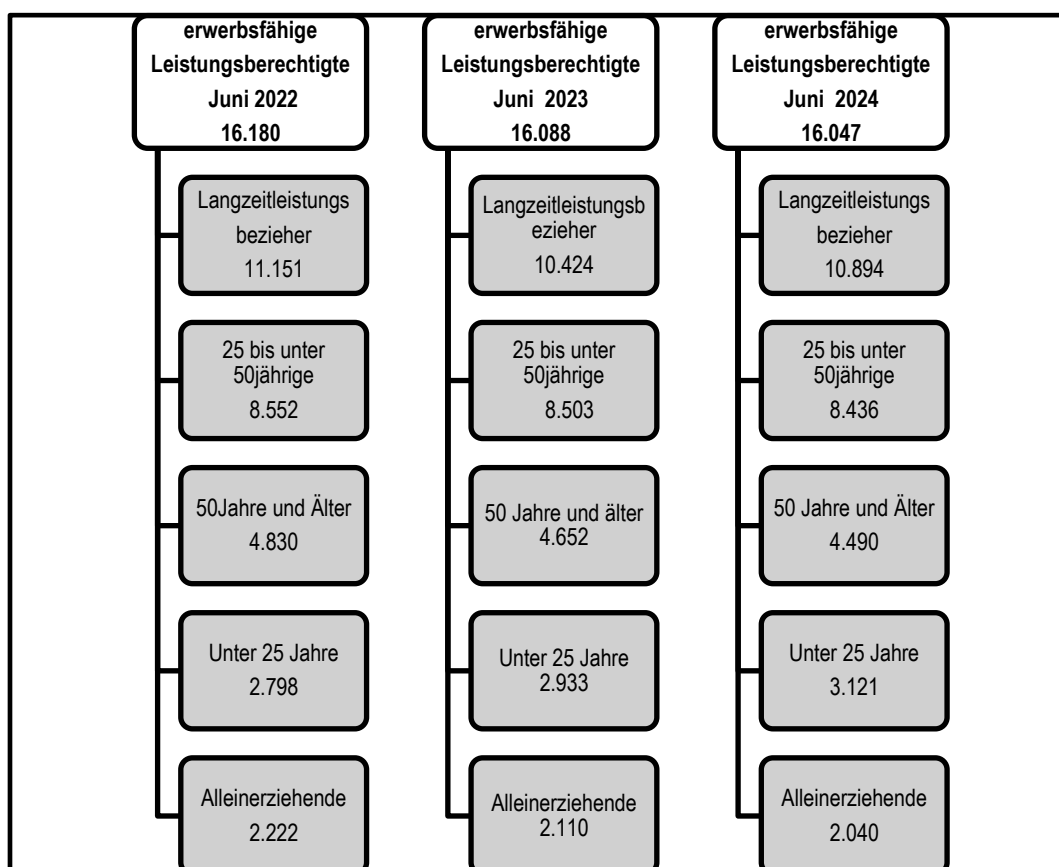 erwerbsfähige
Leistungsberechtigte
Juni 2022
16.180
Langzeitleistungs
bezieher
11.151
25 bis unter
50jährige
8.552
50Jahre und Älter
4.830
Unter 25 Jahre
2.798
Alleinerziehende
2.222
erwerbsfähige
Leistungsberechtigte
Juni 2023
16.088
Langzeitleistungsb
ezieher
10.424
25 bis unter
50jährige
8.503
50 Jahre und älter
4.652
Unter 25 Jahre
2.933
Alleinerziehende
2.110
erwerbsfähige
Leistungsberechtigte
Juni 2024
16.047
Langzeitleistungs
bezieher
10.894
25 bis unter
50jährige
8.436
50 Jahre und Älter
4.490
Unter 25 Jahre
3.121
Alleinerziehende
2.040